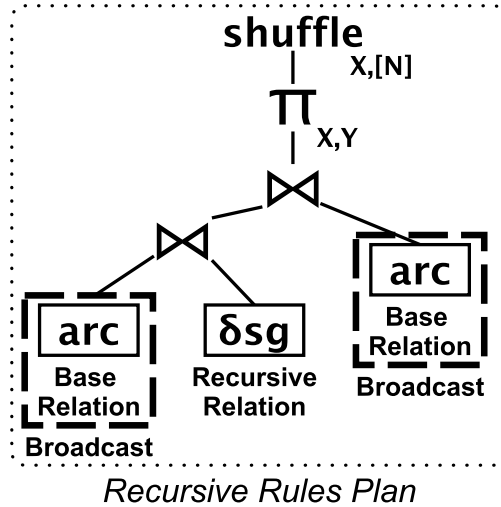 shuffle
X,[N]
π
X,Y
⋈
⋈
arc
Base
Relation
Broadcast
arc
Base
Relation
Broadcast
δsg
Recursive
Relation
Recursive Rules Plan